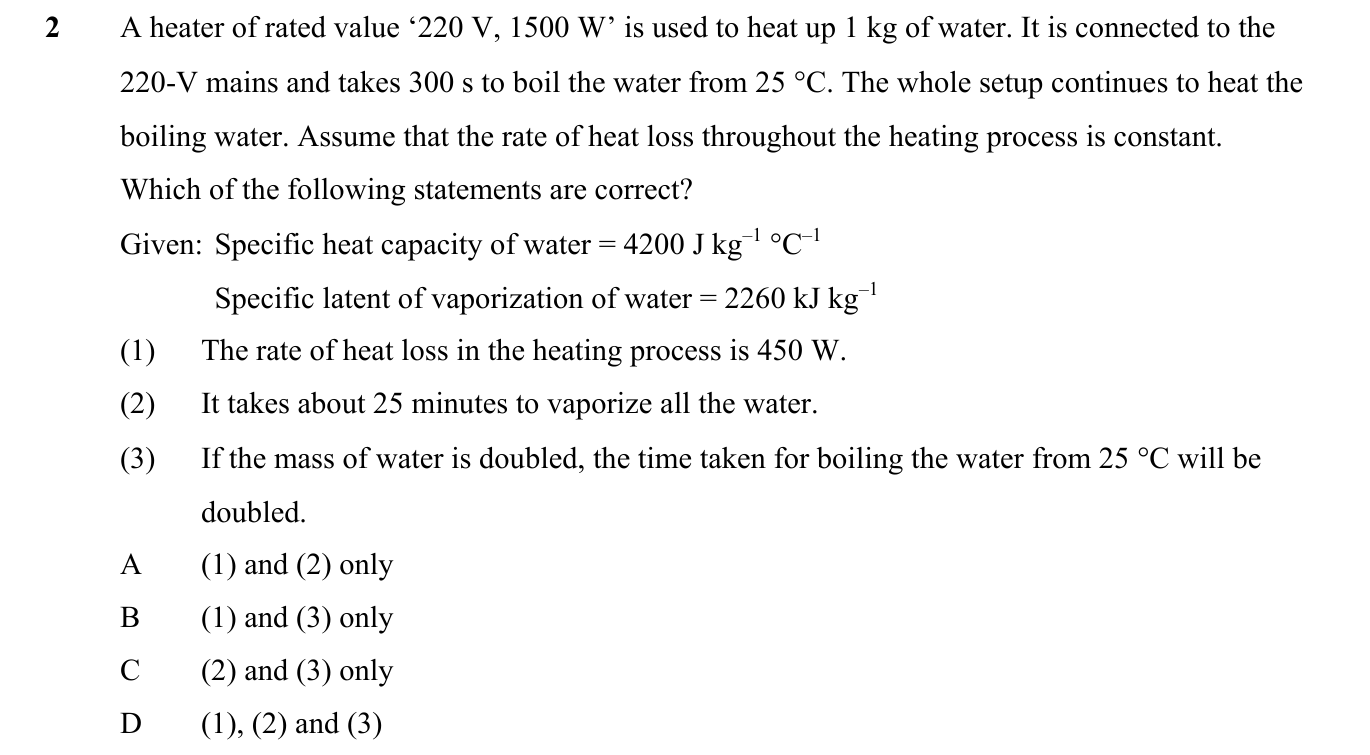 2 A heater of rated value ‘220 V, 1500 W’ is used to heat up 1 kg of water. It is connected to the
220-V mains and takes 300 s to boil the water from 25 °C. The whole setup continues to heat the
boiling water. Assume that the rate of heat loss throughout the heating process is constant.
Which of the following statements are correct?
Given: Specific heat capacity of water = 4200 J kg⁻¹ °C⁻¹
Specific latent of vaporization of water = 2260 kJ kg⁻¹
(1) The rate of heat loss in the heating process is 450 W.
(2) It takes about 25 minutes to vaporize all the water.
(3) If the mass of water is doubled, the time taken for boiling the water from 25 °C will be
doubled.
A (1) and (2) only
B (1) and (3) only
C (2) and (3) only
D (1), (2) and (3)